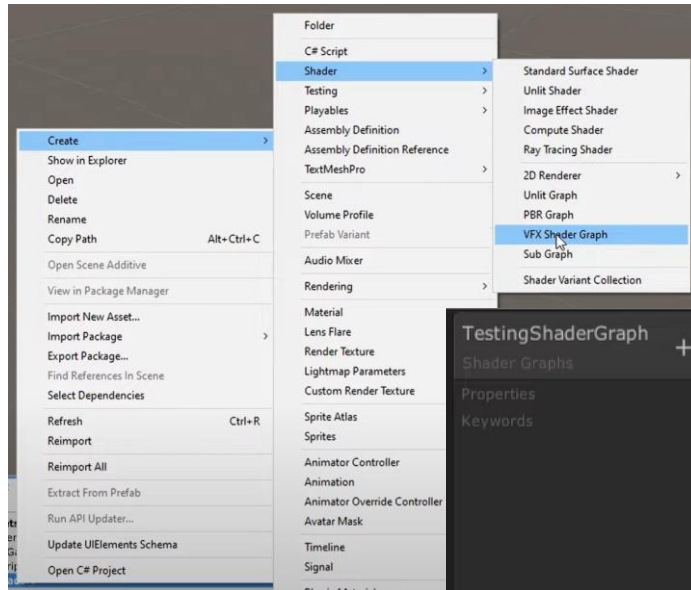 Create
Show in Explorer
Open
Delete
Rename
Copy Path Alt+Ctrl+C
Open Scene Additive
View in Package Manager
Import New Asset...
Import Package
Export Package...
Find References In Scene
Select Dependencies
Refresh Ctrl+R
Reimport
Reimport All
Extract From Prefab
Run API Updater...
Update UIElements Schema
Open C# Project
Folder
C# Script
Shader
Testing
Playables
Assembly Definition
Assembly Definition Reference
TextMeshPro
Scene
Volume Profile
Prefab Variant
Audio Mixer
Rendering
Material
Lens Flare
Render Texture
Lightmap Parameters
Custom Render Texture
Sprite Atlas
Sprites
Animator Controller
Animation
Animator Override Controller
Avatar Mask
Timeline
Signal
Standard Surface Shader
Unlit Shader
Image Effect Shader
Compute Shader
Ray Tracing Shader
2D Renderer
Unlit Graph
PBR Graph
VFX Shader Graph
Sub Graph
Shader Variant Collection
TestingShaderGraph
Shader Graphs
Properties
Keywords